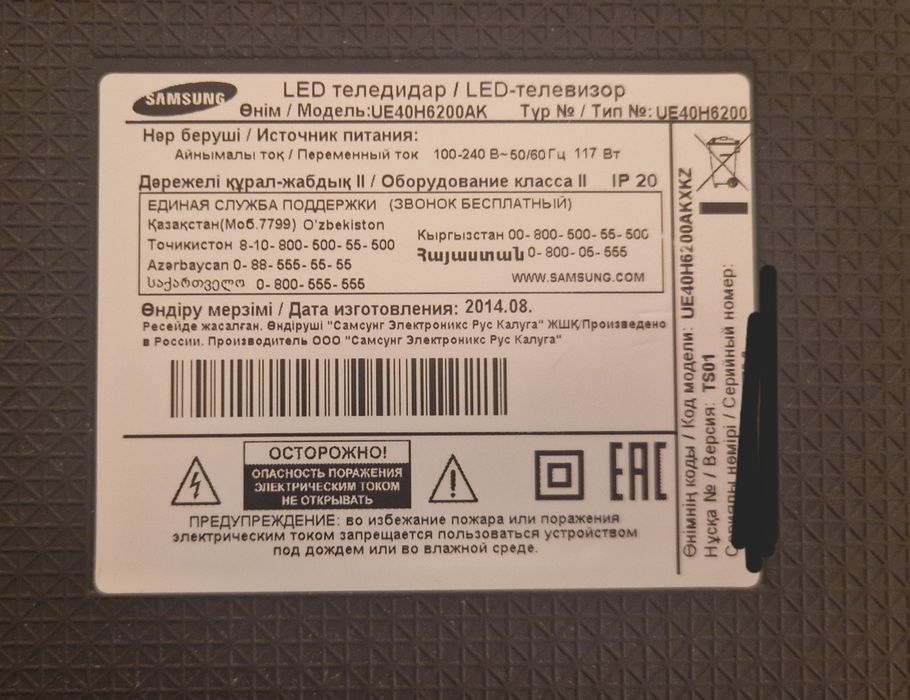 SAMSUNG
LED теледидар / LED-телевизор
Өнім / Модель:UE40H6200AK Түр № / Тип №: UE40H6200
Нәр беруші / Источник питания:
Айнымалы ток / Переменный ток 100-240 В~50/60 Гц 117 Вт
Дәрежелі құрал-жабдық II / Оборудование класса II IP 20
ЕДИНАЯ СЛУЖБА ПОДДЕРЖКИ (ЗВОНОК БЕСПЛАТНЫЙ)
Қазақстан(Моб.7799) O'zbekiston
Точикистон 8-10-800-500-55-500
Azərbaycan 0-88-555-55-55
საქართველო 0-800-555-555
Кыргызстан 00-800-500-55-500
Հայաստան 0-800-05-555
WWW.SAMSUNG.COM
Өндіру мерзімі / Дата изготовления: 2014.08.
Ресейде жасалған. Өндіруші "Самсунг Электроникс Рус Калуга" ЖШҚ/Произведено
в России. Производитель ООО "Самсунг Электроникс Рус Калуга"
ОСТОРОЖНО!
ОПАСНОСТЬ ПОРАЖЕНИЯ
ЭЛЕКТРИЧЕСКИМ ТОКОМ
НЕ ОТКРЫВАТЬ
EAC
ПРЕДУПРЕЖДЕНИЕ: во избежание пожара или поражения
электрическим током запрещается пользоваться устройством
под дождем или во влажной среде.
Өнімнің коды / Код модели: UE40H6200AKXKZ
Нұсқа № / Версия: TS01
Сериялы нөмірі / Серийный номер: